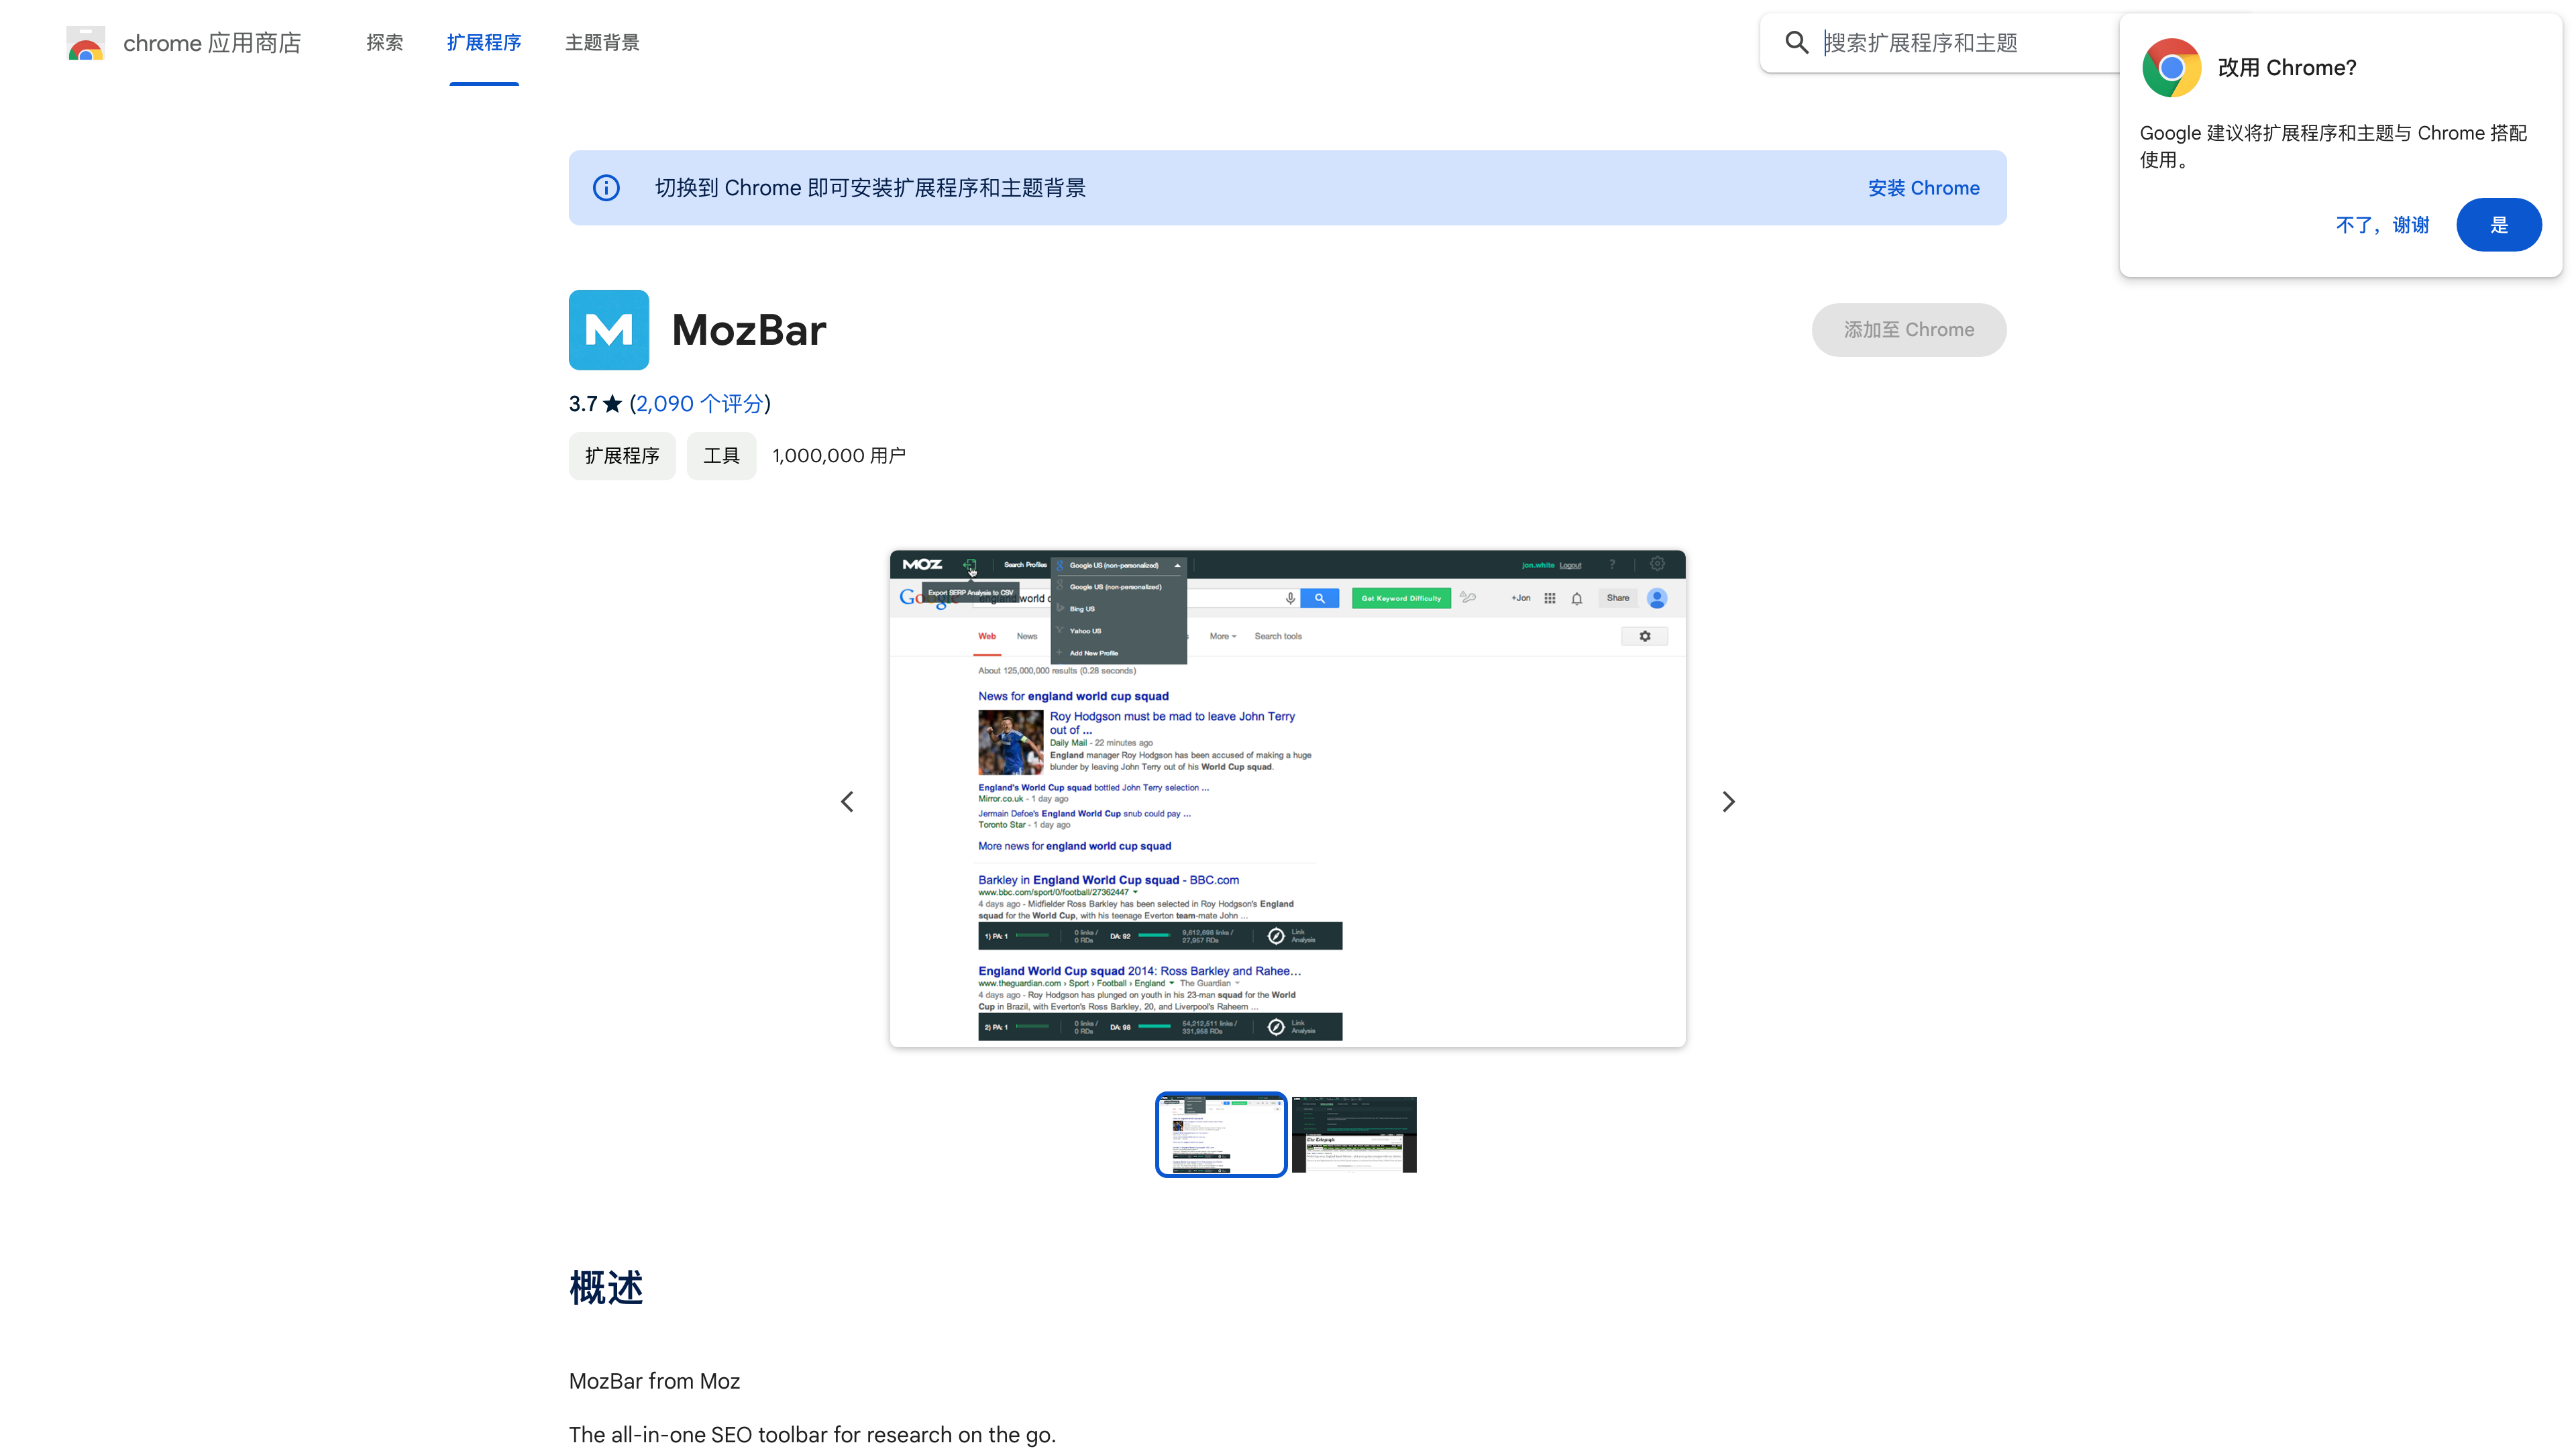 chrome 应用商店
探索
扩展程序
主题背景
搜索扩展程序和主题
改用 Chrome?
Google 建议将扩展程序和主题与 Chrome 搭配
使用。
不了，谢谢
是
切换到 Chrome 即可安装扩展程序和主题背景
安装 Chrome
MozBar
添加至 Chrome
3.7 ★ (2,090 个评分)
扩展程序
工具
1,000,000 用户
MOZ
Search Profiles
Google US (non-personalized)
jon.white Logout
?
Export SERP Analysis to CSV
Google US (non-personalized)
Bing US
Yahoo US
Add New Profile
Get Keyword Difficulty
+Jon
Share
Web
News
More
Search tools
About 125,000,000 results (0.28 seconds)
News for england world cup squad
Roy Hodgson must be mad to leave John Terry
out of ...
Daily Mail - 22 minutes ago
England manager Roy Hodgson has been accused of making a huge
blunder by leaving John Terry out of his World Cup squad.
England's World Cup squad bottled John Terry selection ...
Mirror.co.uk - 1 day ago
Jermain Defoe's England World Cup snub could pay ...
Toronto Star - 1 day ago
More news for england world cup squad
Barkley in England World Cup squad - BBC.com
www.bbc.com/sport/0/football/27362447
4 days ago - Midfielder Ross Barkley has been selected in Roy Hodgson's England
squad for the World Cup, with his teenage Everton team-mate John ...
1) PA: 1
0 links /
0 RDs
DA: 92
9,612,698 links /
27,957 RDs
Link
Analysis
England World Cup squad 2014: Ross Barkley and Rahee...
www.theguardian.com › Sport › Football › England The Guardian
4 days ago - Roy Hodgson has plunged on youth in his 23-man squad for the World
Cup in Brazil, with Everton's Ross Barkley, 20, and Liverpool's Raheem ...
2) PA: 1
0 links /
0 RDs
DA: 98
54,212,511 links /
331,958 RDs
Link
Analysis
The Telegraph
概述
MozBar from Moz
The all-in-one SEO toolbar for research on the go.